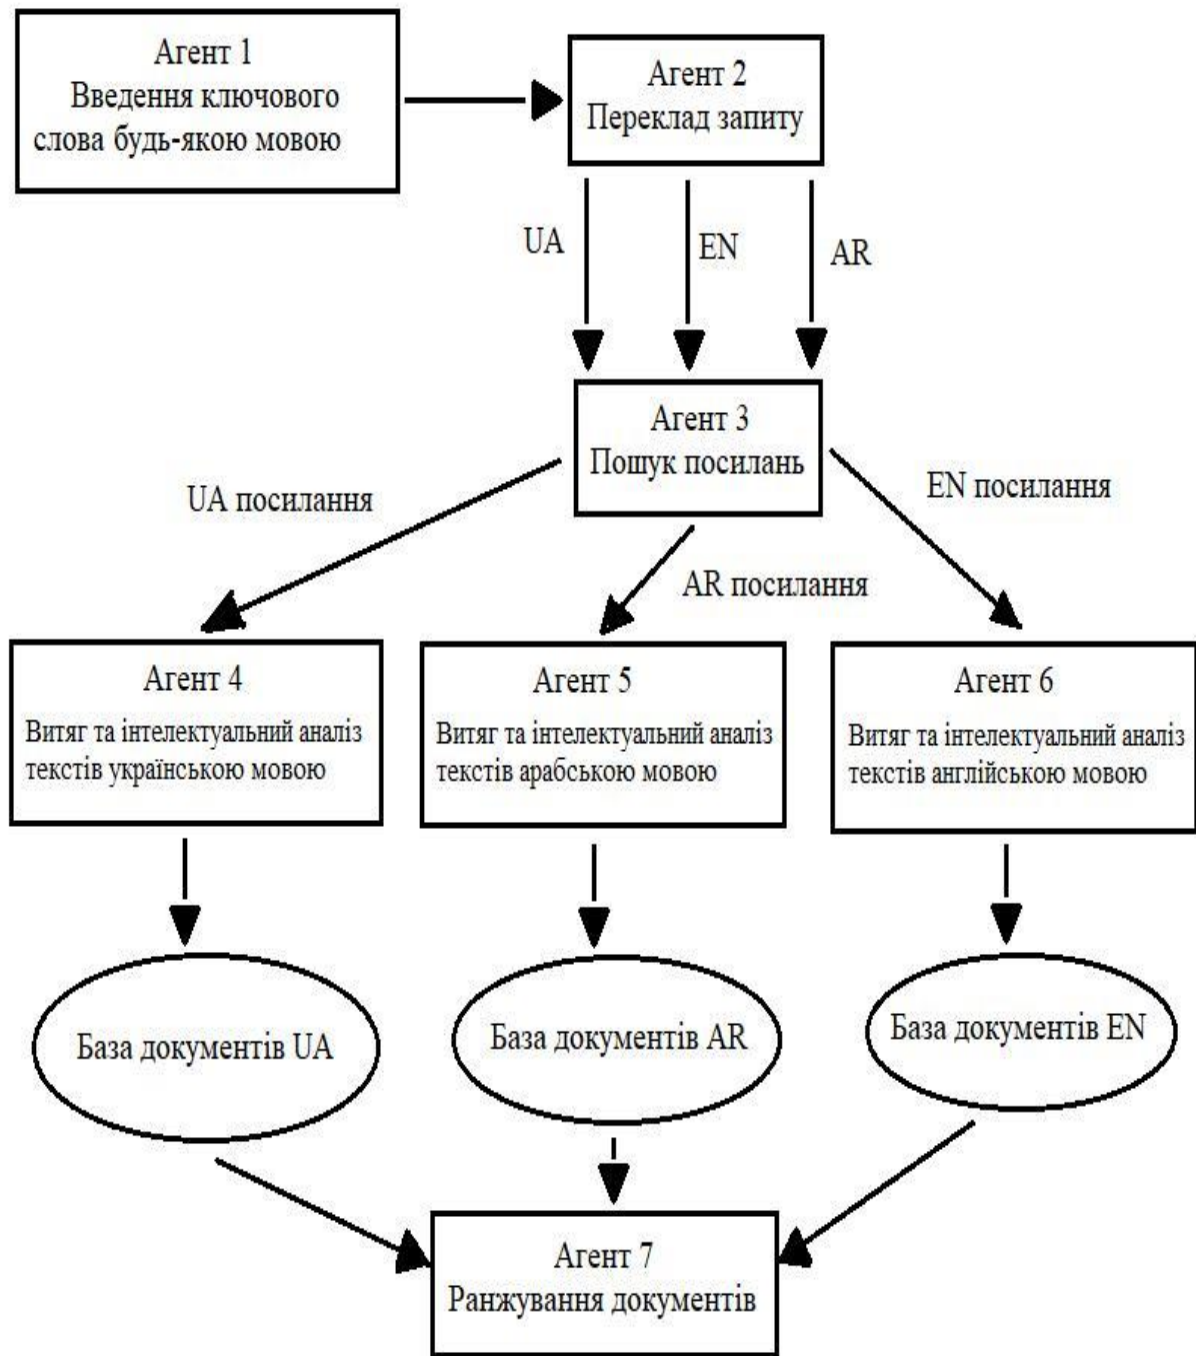 Агент 1
Введення ключового
слова будь-якою мовою
Агент 2
Переклад запиту
UA
EN
AR
Агент 3
Пошук посилань
UA посилання
EN посилання
AR посилання
Агент 4
Витяг та інтелектуальний аналіз
текстів українською мовою
Агент 5
Витяг та інтелектуальний аналіз
текстів арабською мовою
Агент 6
Витяг та інтелектуальний аналіз
текстів англійською мовою
База документів UA
База документів AR
База документів EN
Агент 7
Ранжування документів